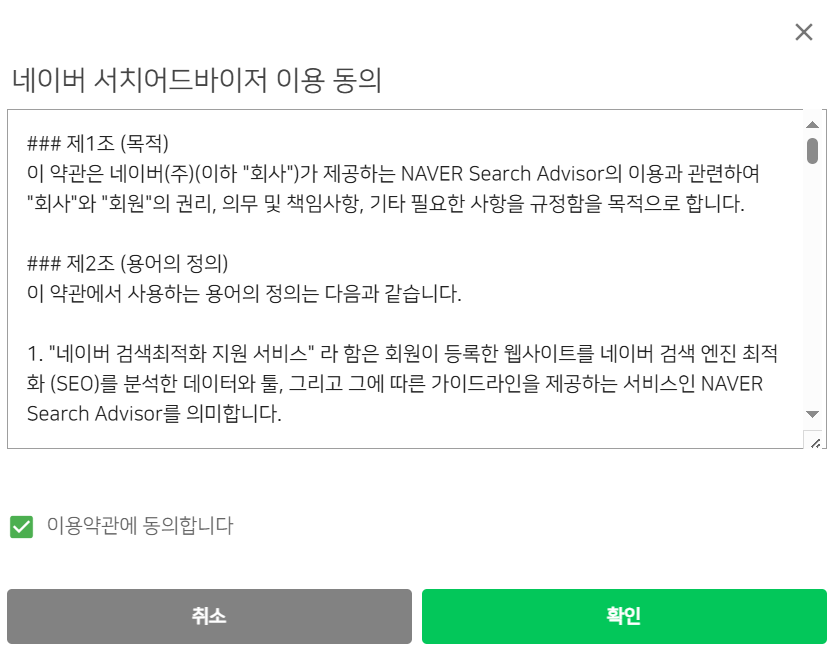 네이버 서치어드바이저 이용 동의
### 제1조 (목적)
이 약관은 네이버(주)(이하 "회사")가 제공하는 NAVER Search Advisor의 이용과 관련하여
"회사"와 "회원"의 권리, 의무 및 책임사항, 기타 필요한 사항을 규정함을 목적으로 합니다.
### 제2조 (용어의 정의)
이 약관에서 사용하는 용어의 정의는 다음과 같습니다.
1. "네이버 검색최적화 지원 서비스" 라 함은 회원이 등록한 웹사이트를 네이버 검색 엔진 최적
화 (SEO)를 분석한 데이터와 툴, 그리고 그에 따른 가이드라인을 제공하는 서비스인 NAVER
Search Advisor를 의미합니다.
이용약관에 동의합니다
취소
확인